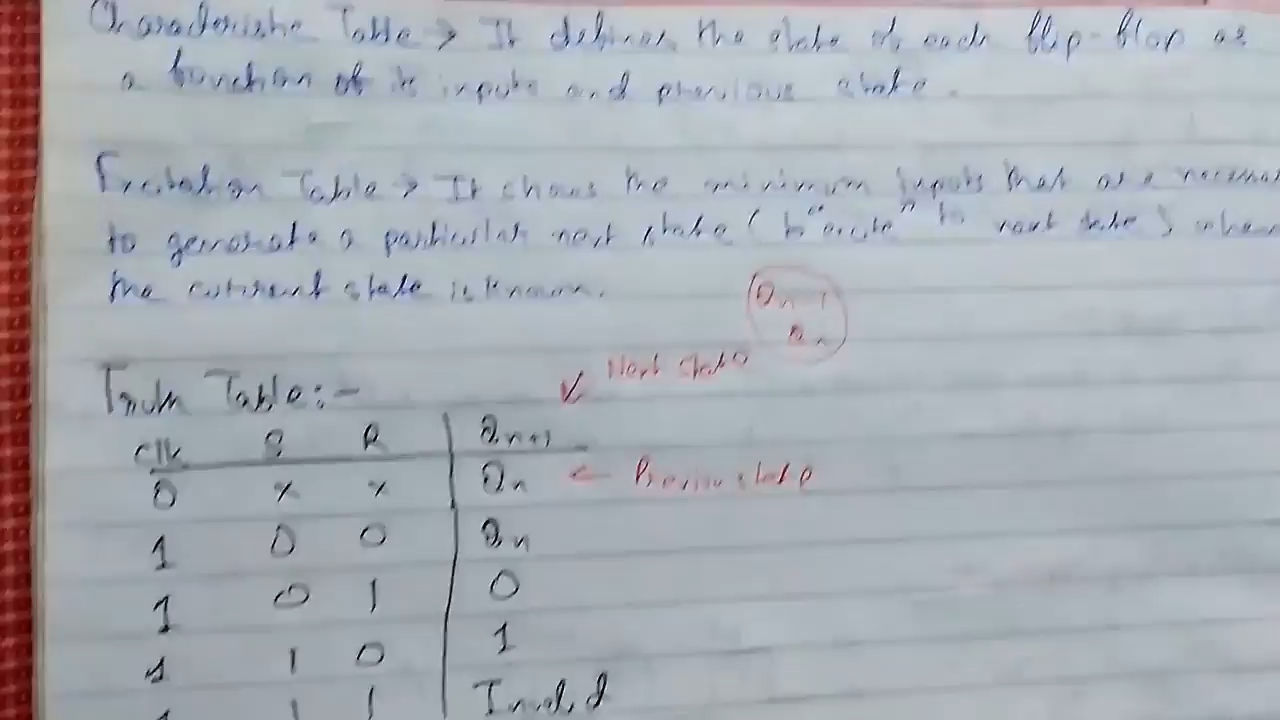 Characteristic Table → It defines the state of each flip-flop as
a function of its inputs and previous state.
Excitation Table → It shows the minimum inputs that are necessary
to generate a particular next state (to "excite" to next state) when
the current state is known.
Qn+1
Qn
Next state
Truth Table :-
Clk S R Qn+1
0 x x Qn ← Previous state
1 0 0 Qn
1 0 1 0
1 1 0 1
1 1 1 Invalid